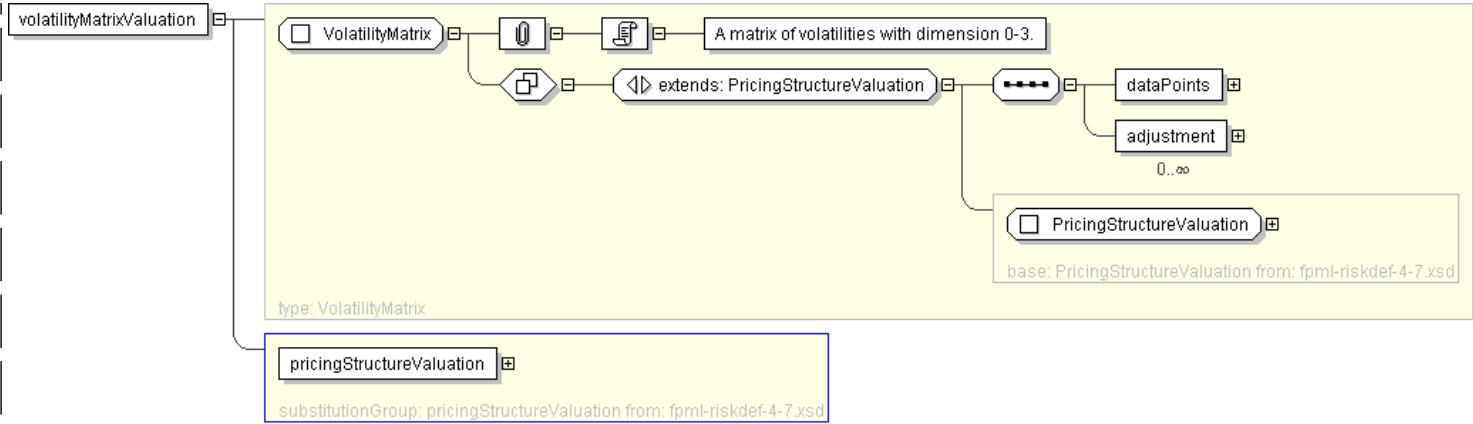 volatilityMatrixValuation
VolatilityMatrix
A matrix of volatilities with dimension 0-3.
extends: PricingStructureValuation
dataPoints
adjustment
0..∞
PricingStructureValuation
base: PricingStructureValuation from: fpml-riskdef-4-7.xsd
type: VolatilityMatrix
pricingStructureValuation
substitutionGroup: pricingStructureValuation from: fpml-riskdef-4-7.xsd